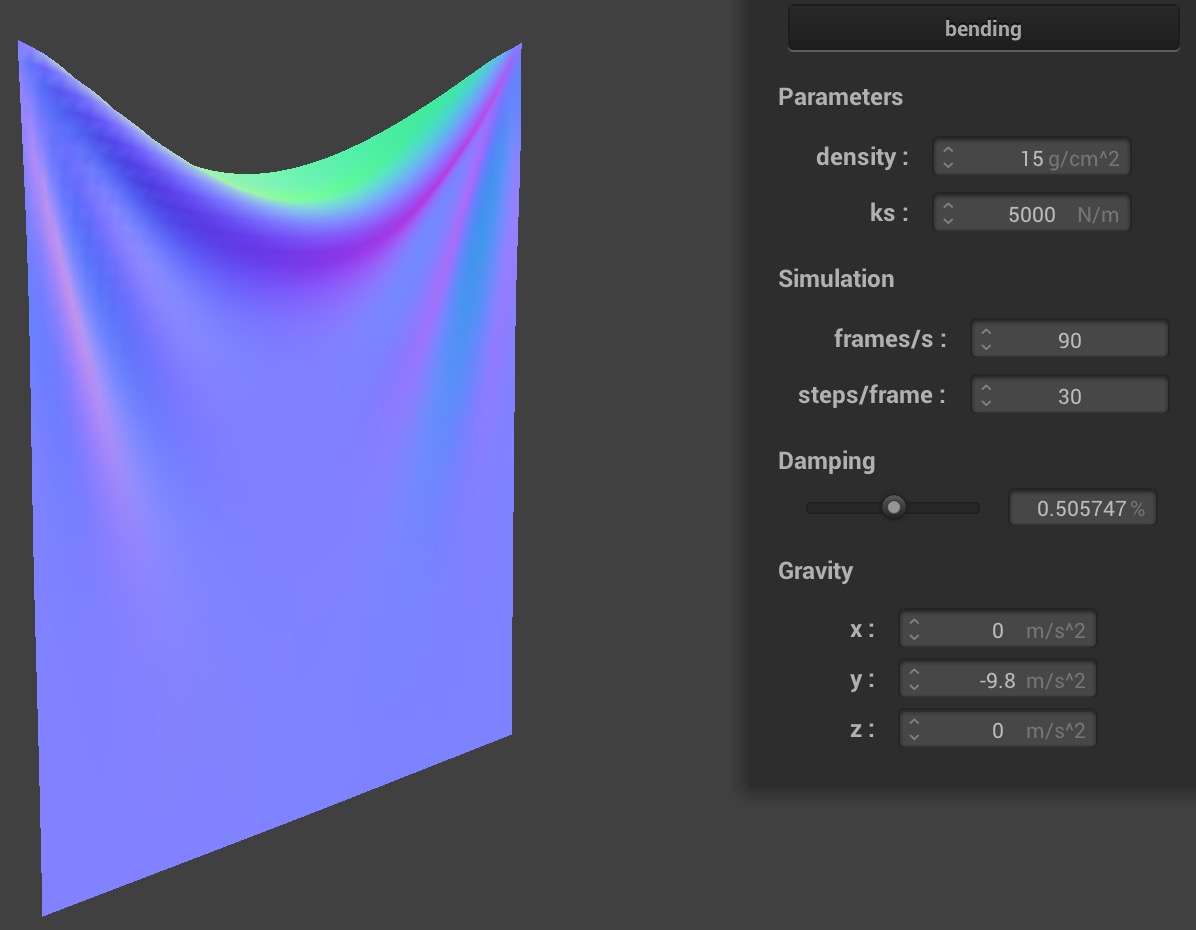 bending
Parameters
density : 15 g/cm^2
ks : 5000 N/m
Simulation
frames/s : 90
steps/frame : 30
Damping
0.505747 %
Gravity
x : 0 m/s^2
y : -9.8 m/s^2
z : 0 m/s^2